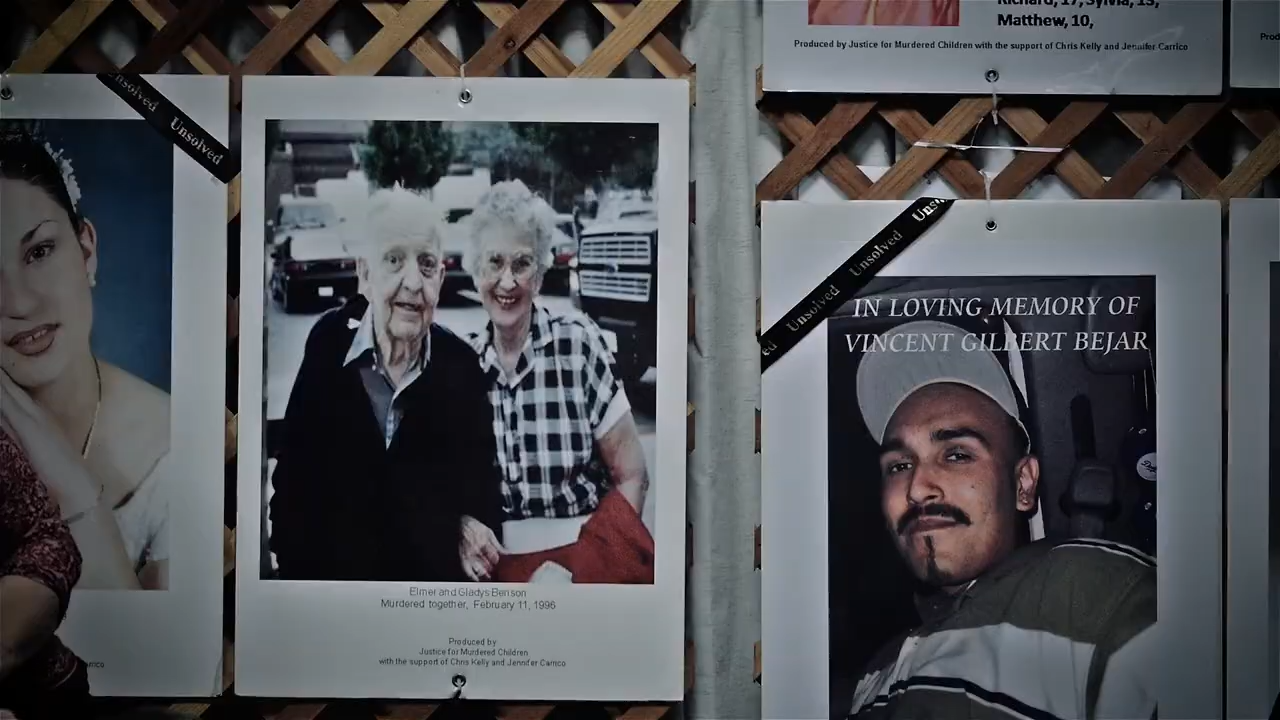 Unsolved
Unsolved
Elmer and Gladys Benson
Murdered together, February 11, 1996
Produced by
Justice for Murdered Children
with the support of Chris Kelly and Jennifer Carrico
Richard, 17, Sylvia, 15,
Matthew, 10,
Produced by Justice for Murdered Children with the support of Chris Kelly and Jennifer Carrico
Unsolved Unsolved Uns
IN LOVING MEMORY OF
VINCENT GILBERT BEJAR